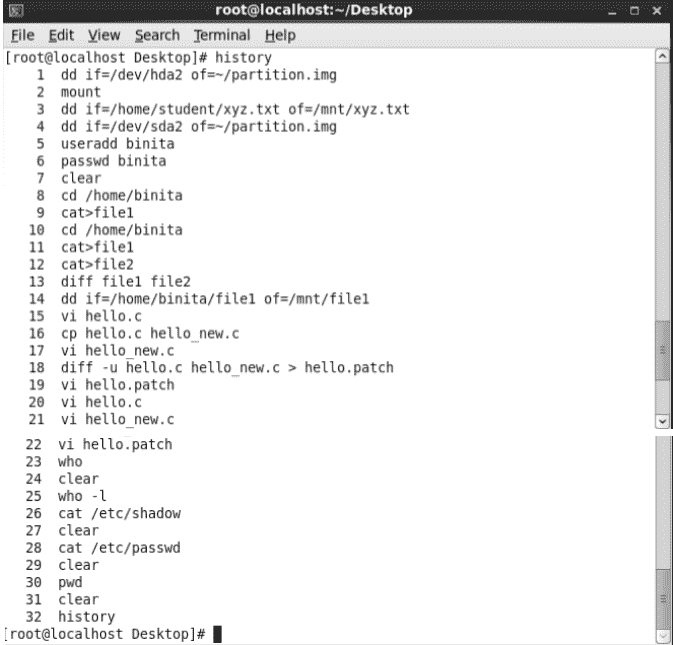 root@localhost:~/Desktop
File Edit View Search Terminal Help
[root@localhost Desktop]# history
1 dd if=/dev/hda2 of=~/partition.img
2 mount
3 dd if=/home/student/xyz.txt of=/mnt/xyz.txt
4 dd if=/dev/sda2 of=~/partition.img
5 useradd binita
6 passwd binita
7 clear
8 cd /home/binita
9 cat>file1
10 cd /home/binita
11 cat>file1
12 cat>file2
13 diff file1 file2
14 dd if=/home/binita/file1 of=/mnt/file1
15 vi hello.c
16 cp hello.c hello_new.c
17 vi hello_new.c
18 diff -u hello.c hello_new.c > hello.patch
19 vi hello.patch
20 vi hello.c
21 vi hello_new.c
22 vi hello.patch
23 who
24 clear
25 who -l
26 cat /etc/shadow
27 clear
28 cat /etc/passwd
29 clear
30 pwd
31 clear
32 history
[root@localhost Desktop]#